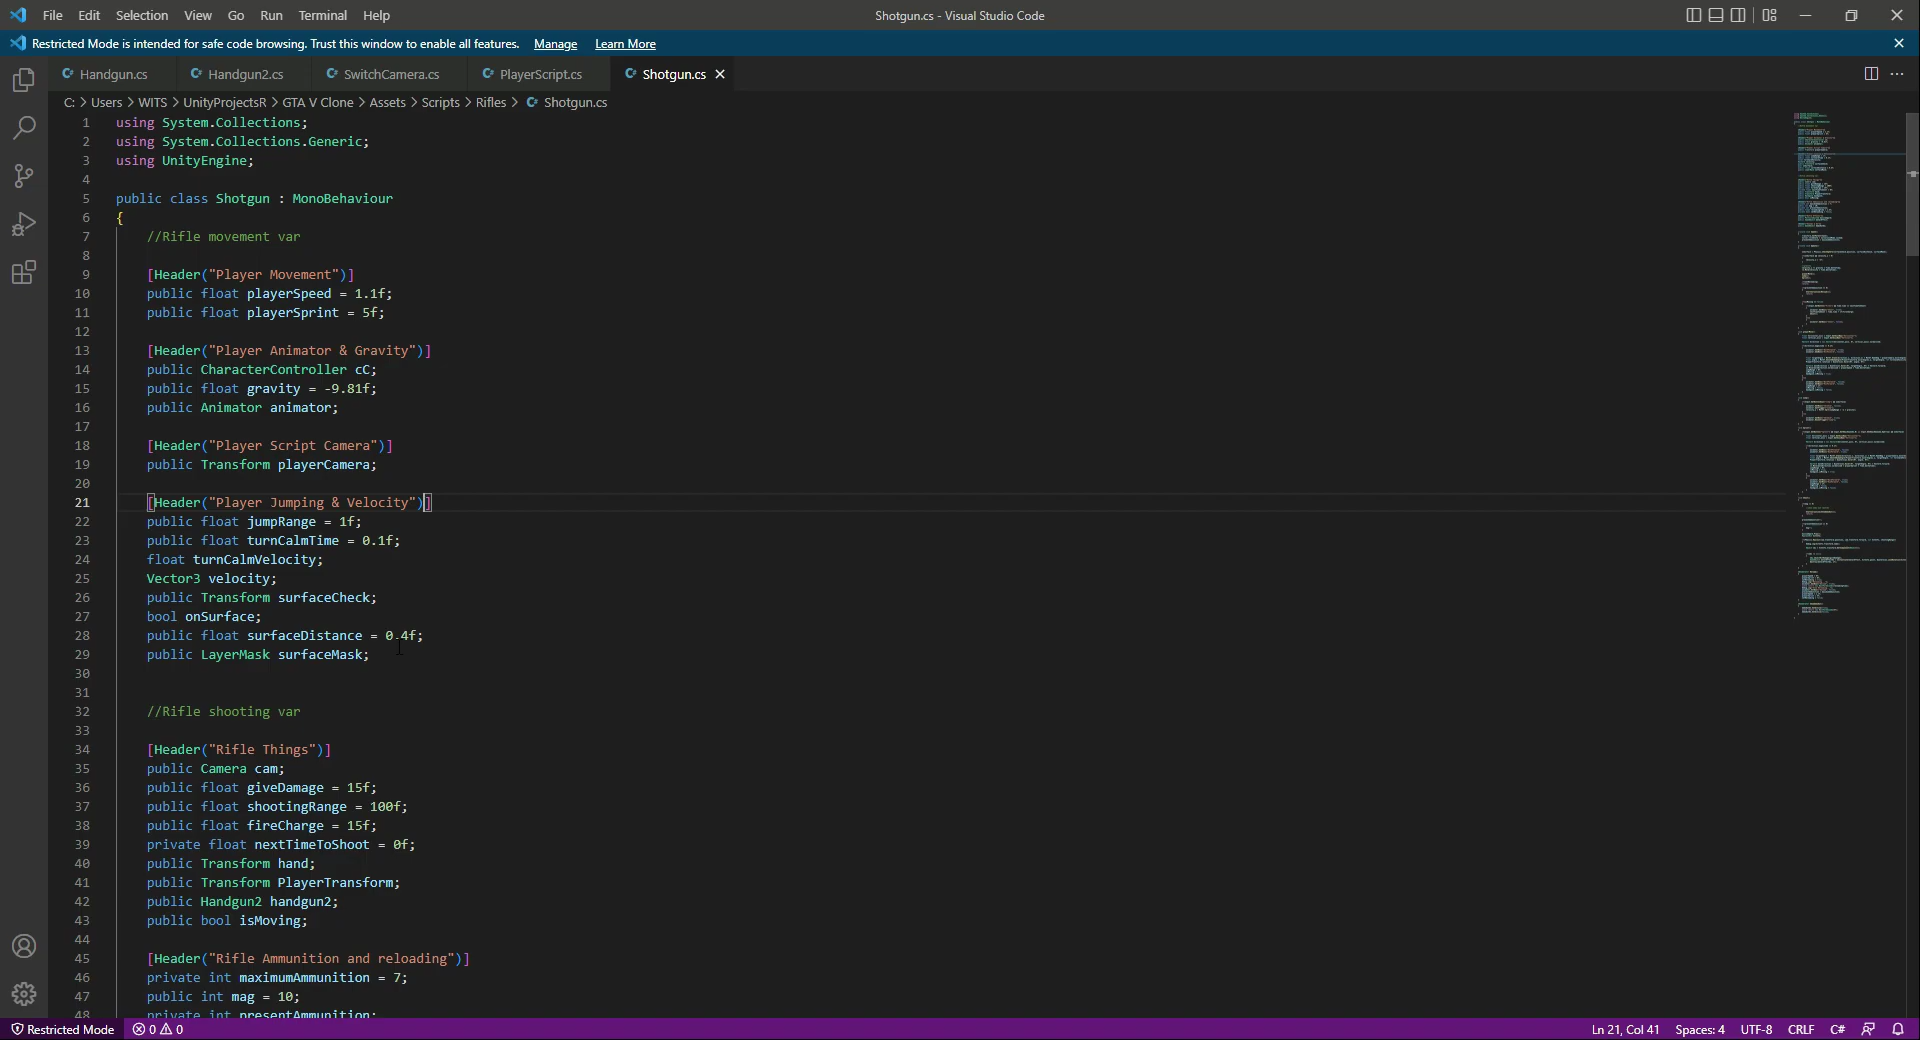 File Edit Selection View Go Run Terminal Help Shotgun.cs - Visual Studio Code
Restricted Mode is intended for safe code browsing. Trust this window to enable all features. Manage Learn More
Handgun.cs Handgun2.cs SwitchCamera.cs PlayerScript.cs Shotgun.cs
C: > Users > WITS > UnityProjectsR > GTA V Clone > Assets > Scripts > Rifles > Shotgun.cs
1 using System.Collections;
2 using System.Collections.Generic;
3 using UnityEngine;
4
5 public class Shotgun : MonoBehaviour
6 {
7 //Rifle movement var
8
9 [Header("Player Movement")]
10 public float playerSpeed = 1.1f;
11 public float playerSprint = 5f;
12
13 [Header("Player Animator & Gravity")]
14 public CharacterController cC;
15 public float gravity = -9.81f;
16 public Animator animator;
17
18 [Header("Player Script Camera")]
19 public Transform playerCamera;
20
21 [Header("Player Jumping & Velocity")]
22 public float jumpRange = 1f;
23 public float turnCalmTime = 0.1f;
24 float turnCalmVelocity;
25 Vector3 velocity;
26 public Transform surfaceCheck;
27 bool onSurface;
28 public float surfaceDistance = 0.4f;
29 public LayerMask surfaceMask;
30
31
32 //Rifle shooting var
33
34 [Header("Rifle Things")]
35 public Camera cam;
36 public float giveDamage = 15f;
37 public float shootingRange = 100f;
38 public float fireCharge = 15f;
39 private float nextTimeToShoot = 0f;
40 public Transform hand;
41 public Transform PlayerTransform;
42 public Handgun2 handgun2;
43 public bool isMoving;
44
45 [Header("Rifle Ammunition and reloading")]
46 private int maximumAmmunition = 7;
47 public int mag = 10;
48 private int presentAmmunition;
Restricted Mode 0 0 Ln 21, Col 41 Spaces: 4 UTF-8 CRLF C#